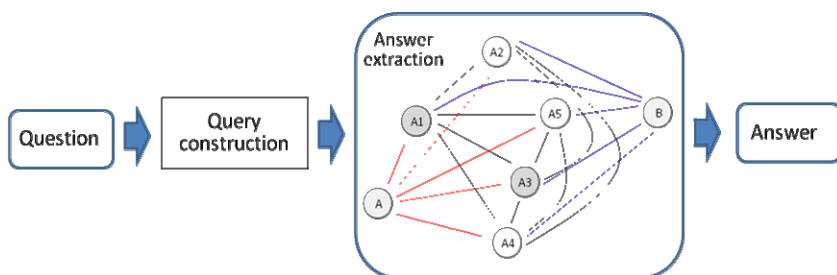 Question
Query
construction
Answer
extraction
A2
A1
A5
B
A3
A
A4
Answer